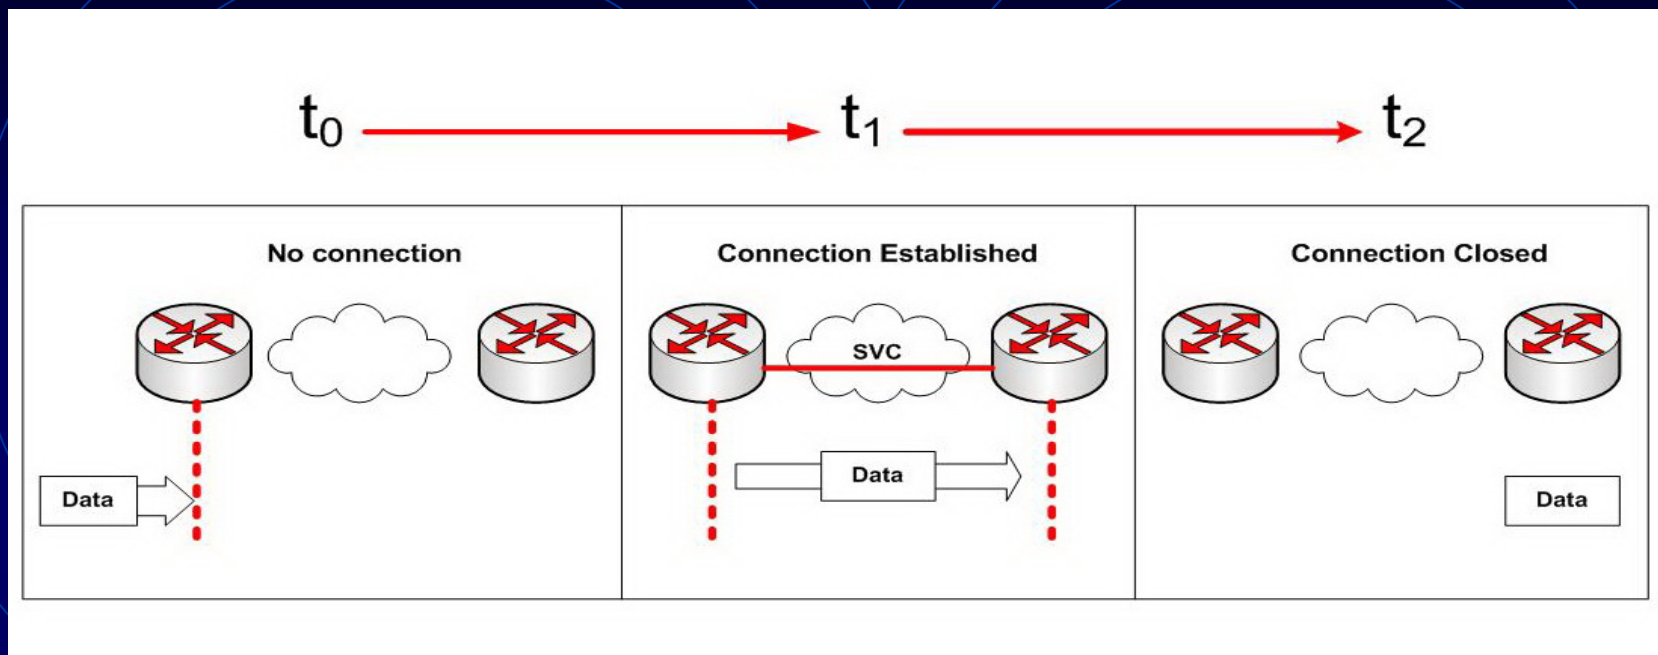 t0 t1 t2
No connection
Connection Established
Connection Closed
SVC
Data
Data
Data